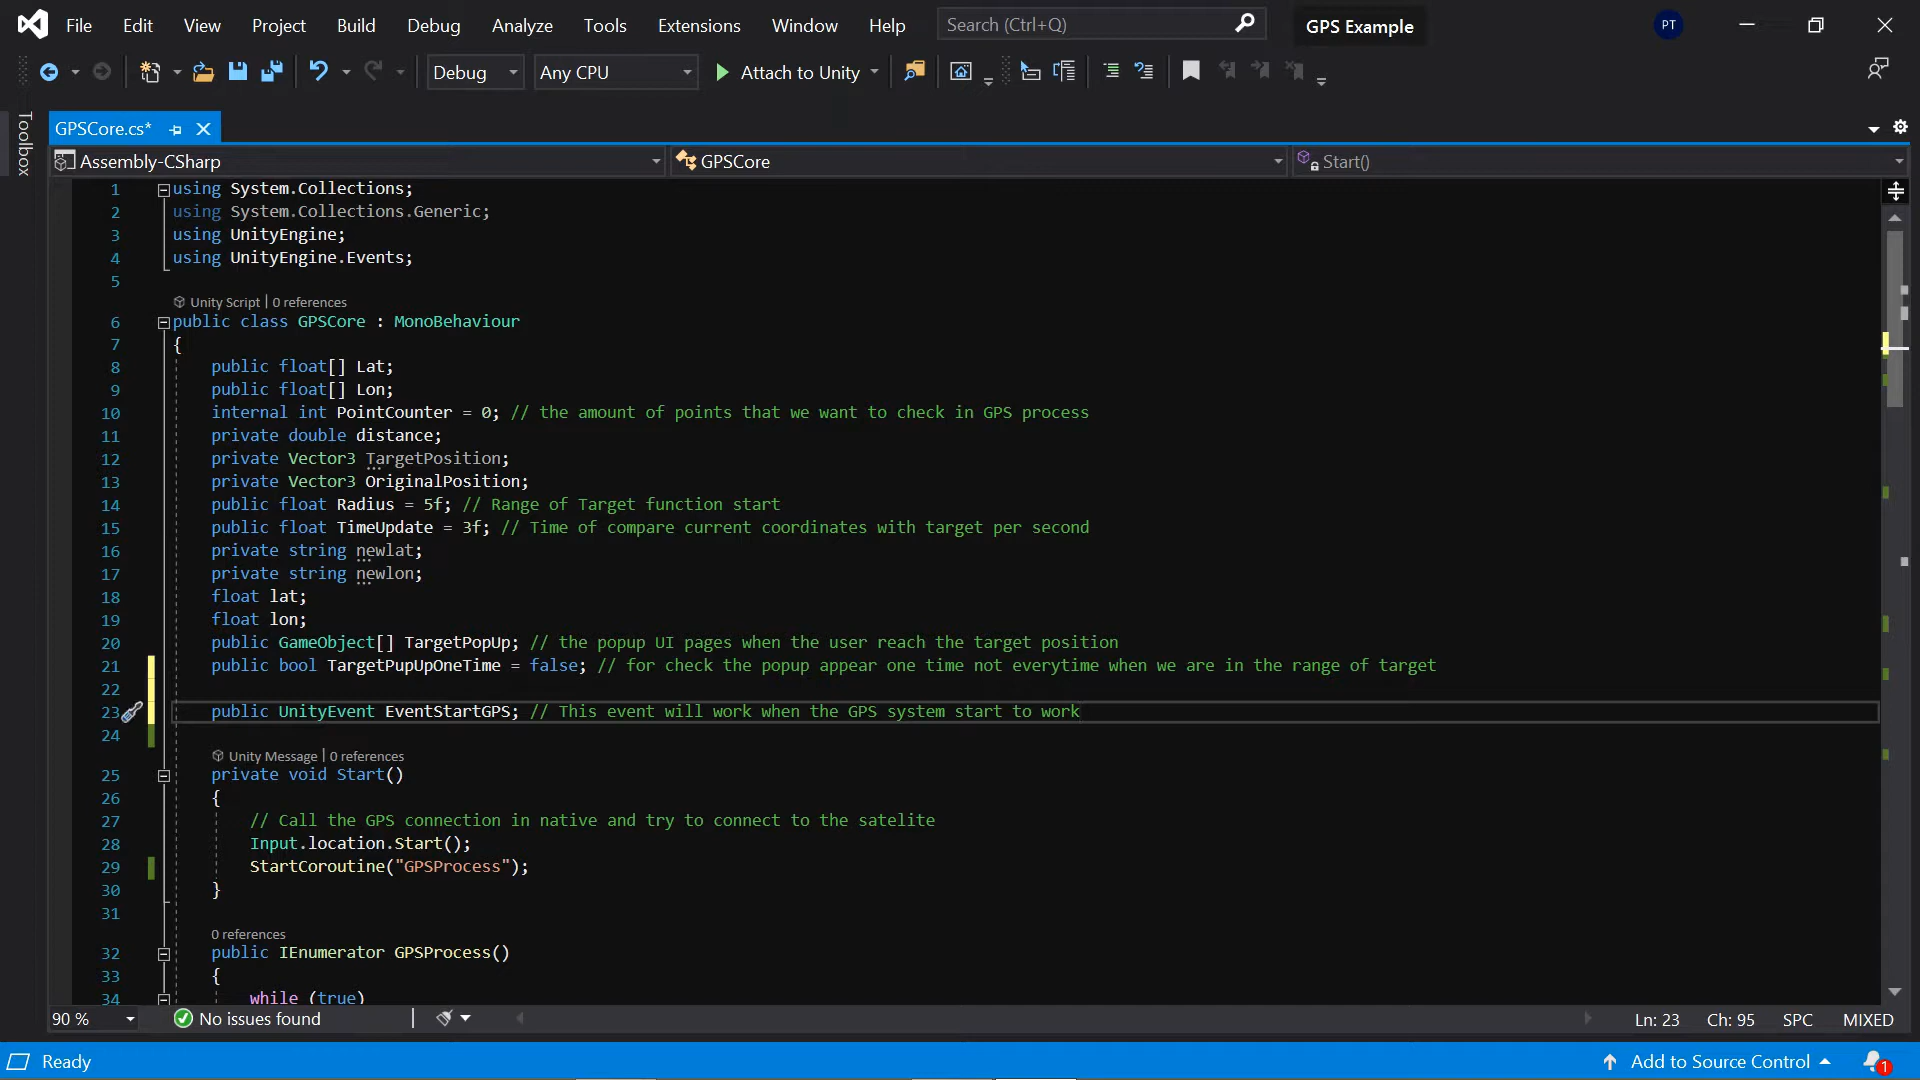 File Edit View Project Build Debug Analyze Tools Extensions Window Help Search (Ctrl+Q) GPS Example PT
Debug Any CPU Attach to Unity
Toolbox
GPSCore.cs*
Assembly-CSharp GPSCore Start()
1 using System.Collections;
2 using System.Collections.Generic;
3 using UnityEngine;
4 using UnityEngine.Events;
5
Unity Script | 0 references
6 public class GPSCore : MonoBehaviour
7 {
8 public float[] Lat;
9 public float[] Lon;
10 internal int PointCounter = 0; // the amount of points that we want to check in GPS process
11 private double distance;
12 private Vector3 TargetPosition;
13 private Vector3 OriginalPosition;
14 public float Radius = 5f; // Range of Target function start
15 public float TimeUpdate = 3f; // Time of compare current coordinates with target per second
16 private string newlat;
17 private string newlon;
18 float lat;
19 float lon;
20 public GameObject[] TargetPopUp; // the popup UI pages when the user reach the target position
21 public bool TargetPupUpOneTime = false; // for check the popup appear one time not everytime when we are in the range of target
22
23 public UnityEvent EventStartGPS; // This event will work when the GPS system start to work
24
Unity Message | 0 references
25 private void Start()
26 {
27 // Call the GPS connection in native and try to connect to the satelite
28 Input.location.Start();
29 StartCoroutine("GPSProcess");
30 }
31
0 references
32 public IEnumerator GPSProcess()
33 {
34 while (true)
90 % No issues found Ln: 23 Ch: 95 SPC MIXED
Ready Add to Source Control 1